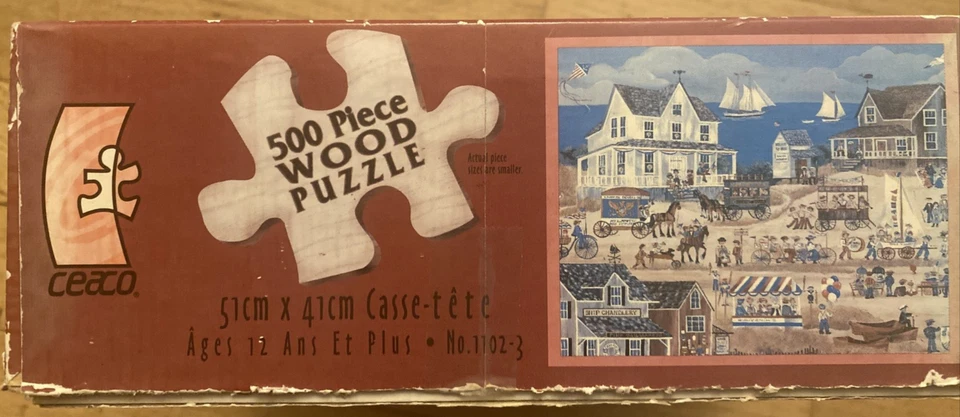 500 Piece
WOOD
PUZZLE
Actual piece
sizes are smaller.
ceaco
51cm x 41cm Casse-tête
Âges 12 Ans Et Plus • No.1102-3
SHIP CHANDLERY